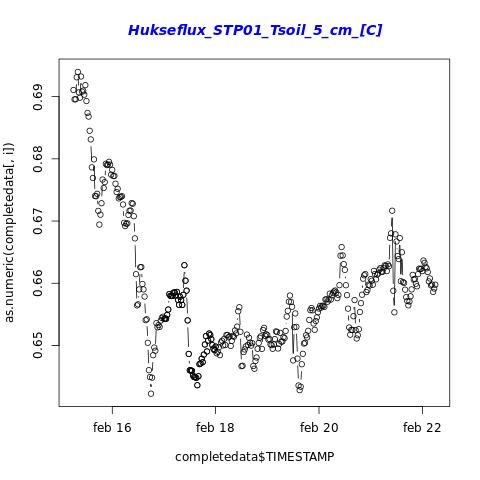 Hukseflux_STP01_Tsoil_5_cm_[C]
as.numeric(completedata[, i])
0.69
0.68
0.67
0.66
0.65
feb 16
feb 18
feb 20
feb 22
completedata$TIMESTAMP